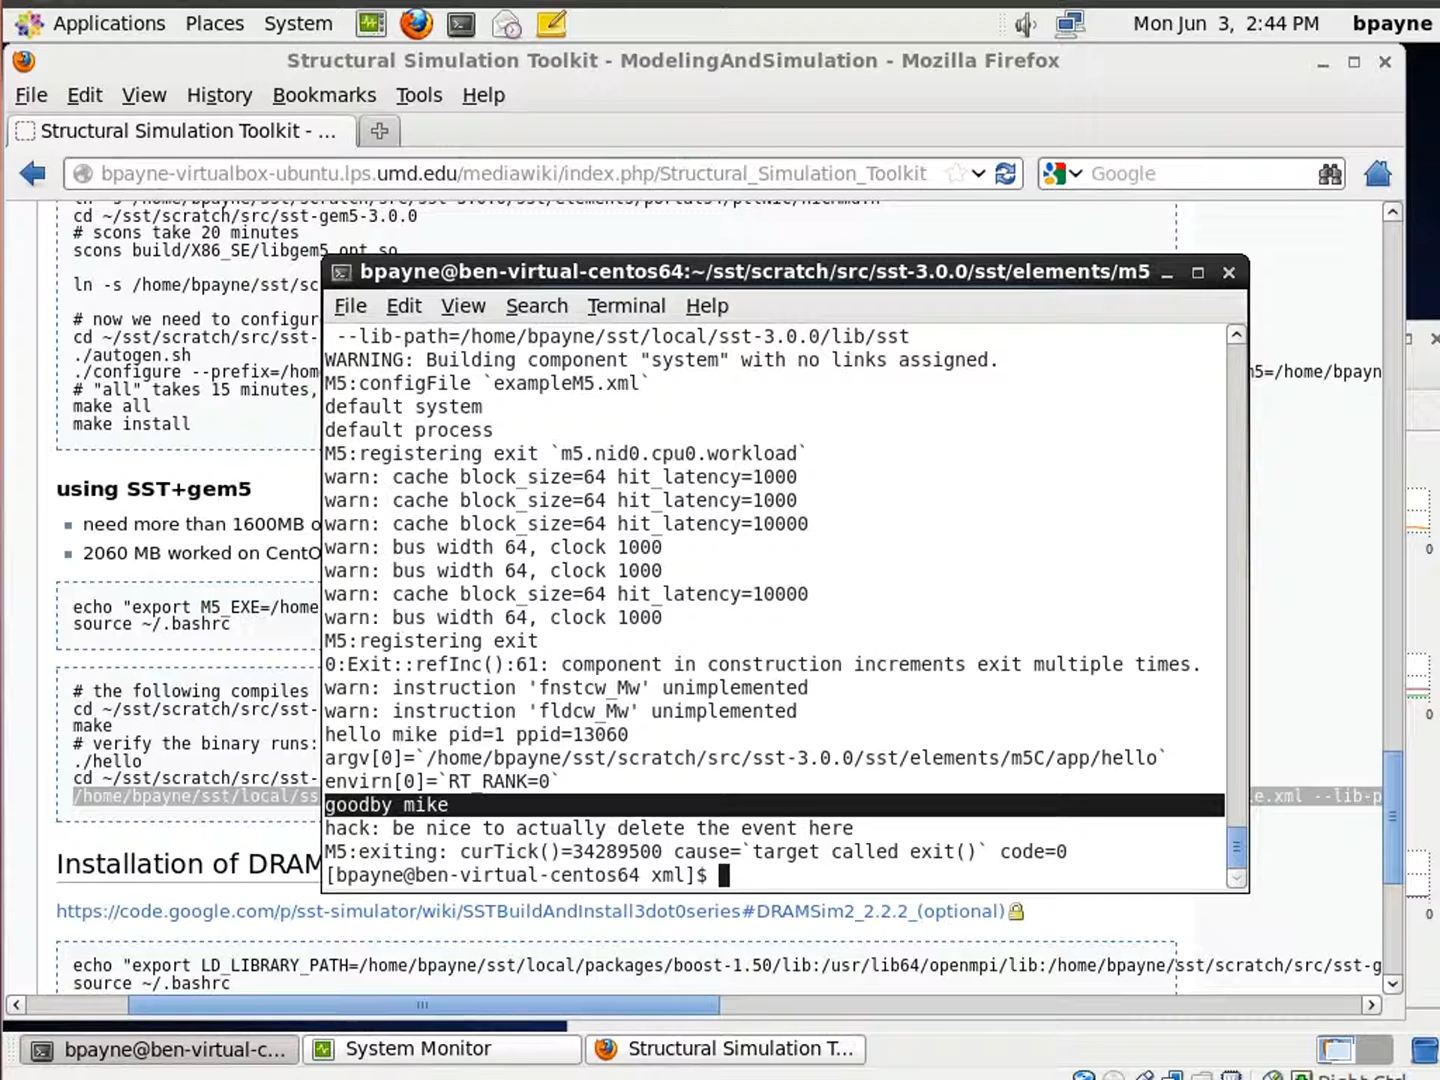 Applications Places System Mon Jun 3, 2:44 PM bpayne
Structural Simulation Toolkit - ModelingAndSimulation - Mozilla Firefox
File Edit View History Bookmarks Tools Help
Structural Simulation Toolkit - ...
bpayne-virtualbox-ubuntu.lps.umd.edu/mediawiki/index.php/Structural_Simulation_Toolkit Google
cd ~/sst/scratch/src/sst-gem5-3.0.0
# scons take 20 minutes
scons build/X86_SE/libgem5_opt.so
ln -s /home/bpayne/sst/sc
# now we need to configur
cd ~/sst/scratch/src/sst-
./autogen.sh
./configure --prefix=/hom
m5=/home/bpayn
# "all" takes 15 minutes,
make all
make install
using SST+gem5
need more than 1600MB o
2060 MB worked on CentO
echo "export M5_EXE=/home
source ~/.bashrc
# the following compiles
cd ~/sst/scratch/src/sst-
make
# verify the binary runs:
./hello
cd ~/sst/scratch/src/sst-
/home/bpayne/sst/local/ss
e.xml --lib-p
Installation of DRAM
https://code.google.com/p/sst-simulator/wiki/SSTBuildAndInstall3dot0series#DRAMSim2_2.2.2_(optional)
echo "export LD_LIBRARY_PATH=/home/bpayne/sst/local/packages/boost-1.50/lib:/usr/lib64/openmpi/lib:/home/bpayne/sst/scratch/src/sst-g
source ~/.bashrc
bpayne@ben-virtual-centos64:~/sst/scratch/src/sst-3.0.0/sst/elements/m5
File Edit View Search Terminal Help
--lib-path=/home/bpayne/sst/local/sst-3.0.0/lib/sst
WARNING: Building component "system" with no links assigned.
M5:configFile `exampleM5.xml`
default system
default process
M5:registering exit `m5.nid0.cpu0.workload`
warn: cache block_size=64 hit_latency=1000
warn: cache block_size=64 hit_latency=1000
warn: cache block_size=64 hit_latency=10000
warn: bus width 64, clock 1000
warn: bus width 64, clock 1000
warn: cache block_size=64 hit_latency=10000
warn: bus width 64, clock 1000
M5:registering exit
0:Exit::refInc():61: component in construction increments exit multiple times.
warn: instruction 'fnstcw_Mw' unimplemented
warn: instruction 'fldcw_Mw' unimplemented
hello mike pid=1 ppid=13060
argv[0]=`/home/bpayne/sst/scratch/src/sst-3.0.0/sst/elements/m5C/app/hello`
envirn[0]=`RT_RANK=0`
goodby mike
hack: be nice to actually delete the event here
M5:exiting: curTick()=34289500 cause=`target called exit()` code=0
[bpayne@ben-virtual-centos64 xml]$
0
0
0
bpayne@ben-virtual-c... System Monitor Structural Simulation T...